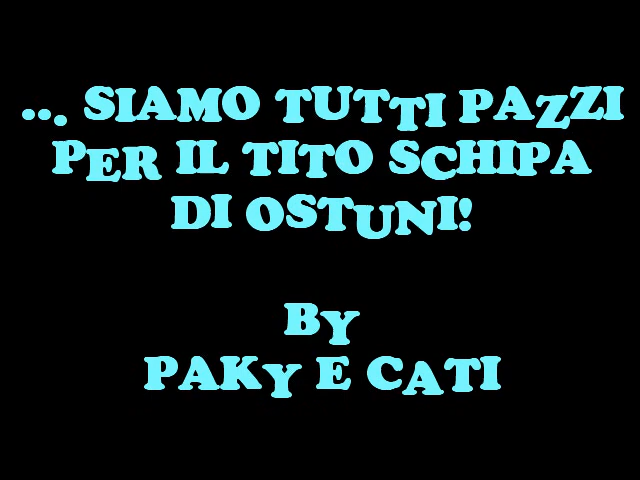 ... SIAMO TUTTI PAZZI
PER IL TITO SCHIPA
DI OSTUNI!
BY
PAKY E CATI